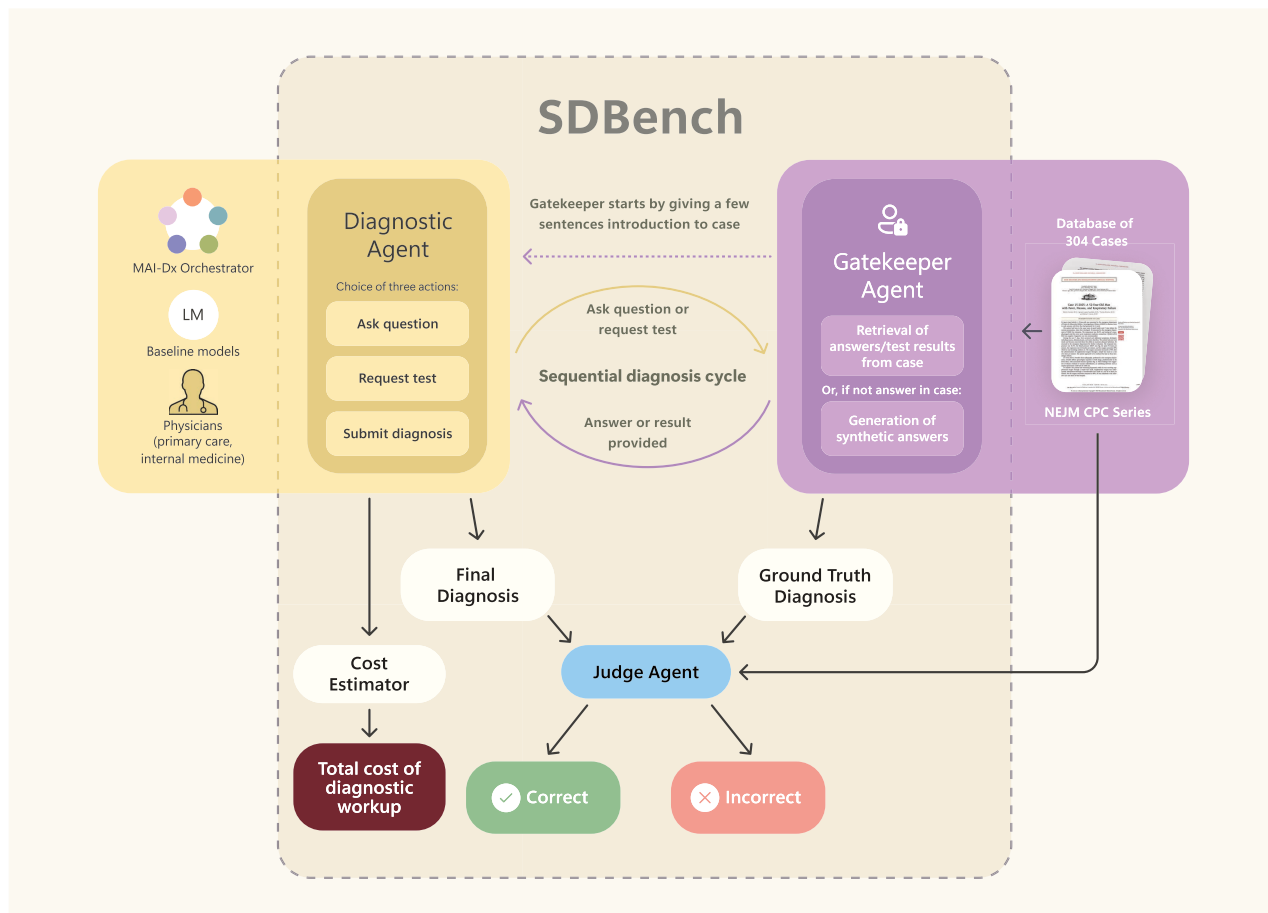 SDBench
MAI-Dx Orchestrator
LM
Baseline models
Physicians
(primary care,
internal medicine)
Diagnostic
Agent
Choice of three actions:
Ask question
Request test
Submit diagnosis
Gatekeeper starts by giving a few
sentences introduction to case
Ask question or
request test
Sequential diagnosis cycle
Answer or result
provided
Gatekeeper
Agent
Retrieval of
answers/test results
from case
Or, if not answer in case:
Generation of
synthetic answers
Database of
304 Cases
NEJM CPC Series
Final
Diagnosis
Ground Truth
Diagnosis
Cost
Estimator
Judge Agent
Total cost of
diagnostic
workup
Correct
Incorrect